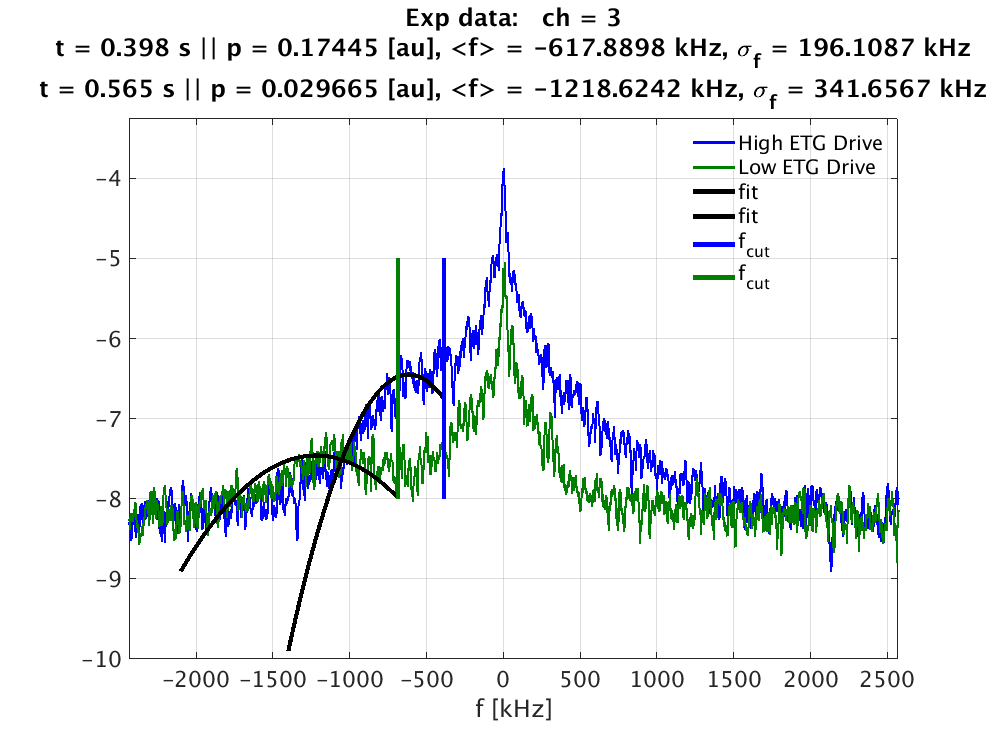 Exp data:   ch = 3
t = 0.398 s || p = 0.17445 [au], <f> = -617.8898 kHz, σf = 196.1087 kHz
t = 0.565 s || p = 0.029665 [au], <f> = -1218.6242 kHz, σf = 341.6567 kHz
High ETG Drive
Low ETG Drive
fit
fit
fcut
fcut
-4
-5
-6
-7
-8
-9
-10
-2000 -1500 -1000 -500 0 500 1000 1500 2000 2500
f [kHz]